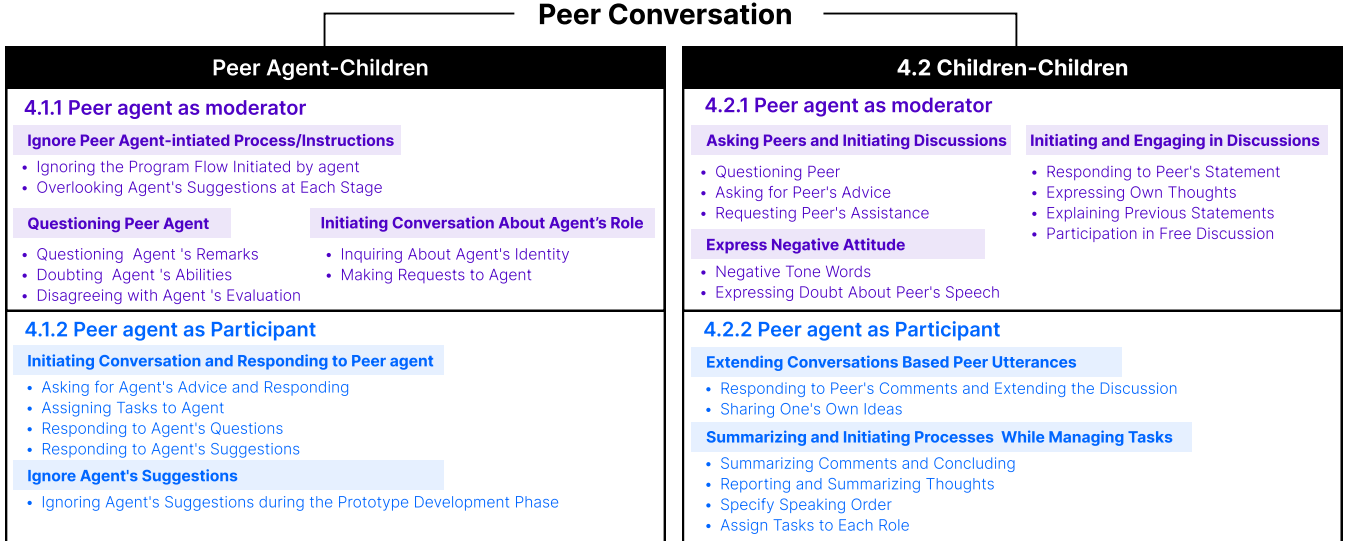 Peer Conversation
Peer Agent-Children
4.1.1 Peer agent as moderator
Ignore Peer Agent-intiated Process/Instructions
• Ignoring the Program Flow Initiated by agent
• Overlooking Agent's Suggestions at Each Stage
Questioning Peer Agent
• Questioning Agent 's Remarks
• Doubting Agent 's Abilities
• Disagreeing with Agent 's Evaluation
Initiating Conversation About Agent’s Role
• Inquiring About Agent's Identity
• Making Requests to Agent
4.1.2 Peer agent as Participant
Initiating Conversation and Responding to Peer agent
• Asking for Agent's Advice and Responding
• Assigning Tasks to Agent
• Responding to Agent's Questions
• Responding to Agent's Suggestions
Ignore Agent's Suggestions
• Ignoring Agent's Suggestions during the Prototype Development Phase
4.2 Children-Children
4.2.1 Peer agent as moderator
Asking Peers and Initiating Discussions
• Questioning Peer
• Asking for Peer's Advice
• Requesting Peer's Assistance
Express Negative Attitude
• Negative Tone Words
• Expressing Doubt About Peer's Speech
Initiating and Engaging in Discussions
• Responding to Peer's Statement
• Expressing Own Thoughts
• Explaining Previous Statements
• Participation in Free Discussion
4.2.2 Peer agent as Participant
Extending Conversations Based Peer Utterances
• Responding to Peer's Comments and Extending the Discussion
• Sharing One's Own Ideas
Summarizing and Initiating Processes While Managing Tasks
• Summarizing Comments and Concluding
• Reporting and Summarizing Thoughts
• Specify Speaking Order
• Assign Tasks to Each Role